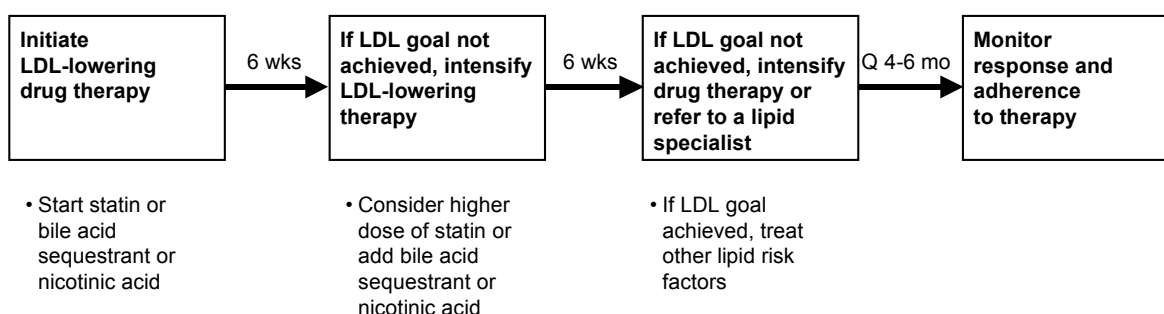 Initiate
LDL-lowering
drug therapy
6 wks
If LDL goal not
achieved, intensify
LDL-lowering
therapy
6 wks
If LDL goal not
achieved, intensify
drug therapy or
refer to a lipid
specialist
Q 4-6 mo
Monitor
response and
adherence
to therapy
• Start statin or
bile acid
sequestrant or
nicotinic acid
• Consider higher
dose of statin or
add bile acid
sequestrant or
nicotinic acid
• If LDL goal
achieved, treat
other lipid risk
factors